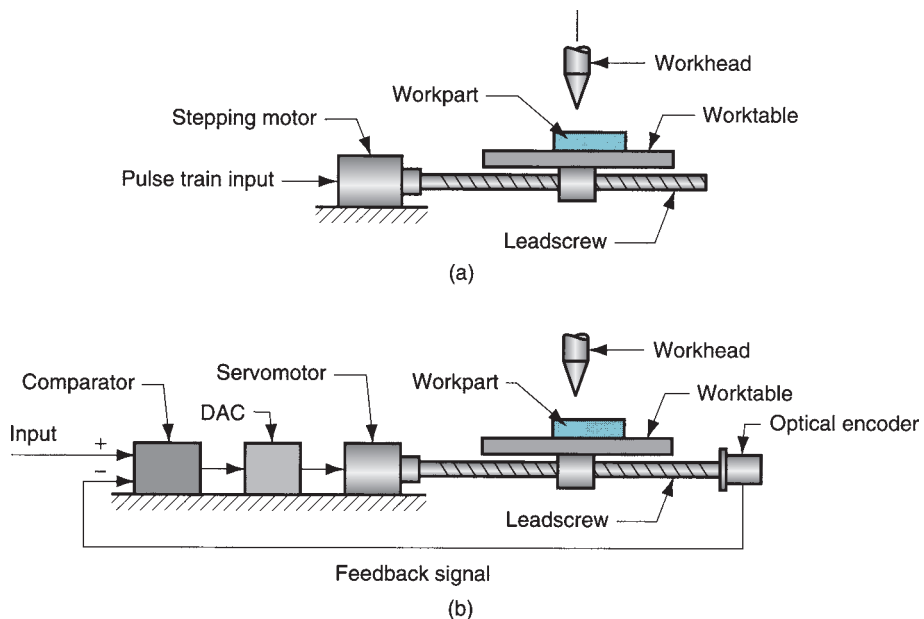 Workhead
Workpart
Stepping motor
Worktable
Pulse train input
Leadscrew
(a)
Workhead
Servomotor
Workpart
Comparator
Worktable
DAC
Optical encoder
Input
+
−
Leadscrew
Feedback signal
(b)